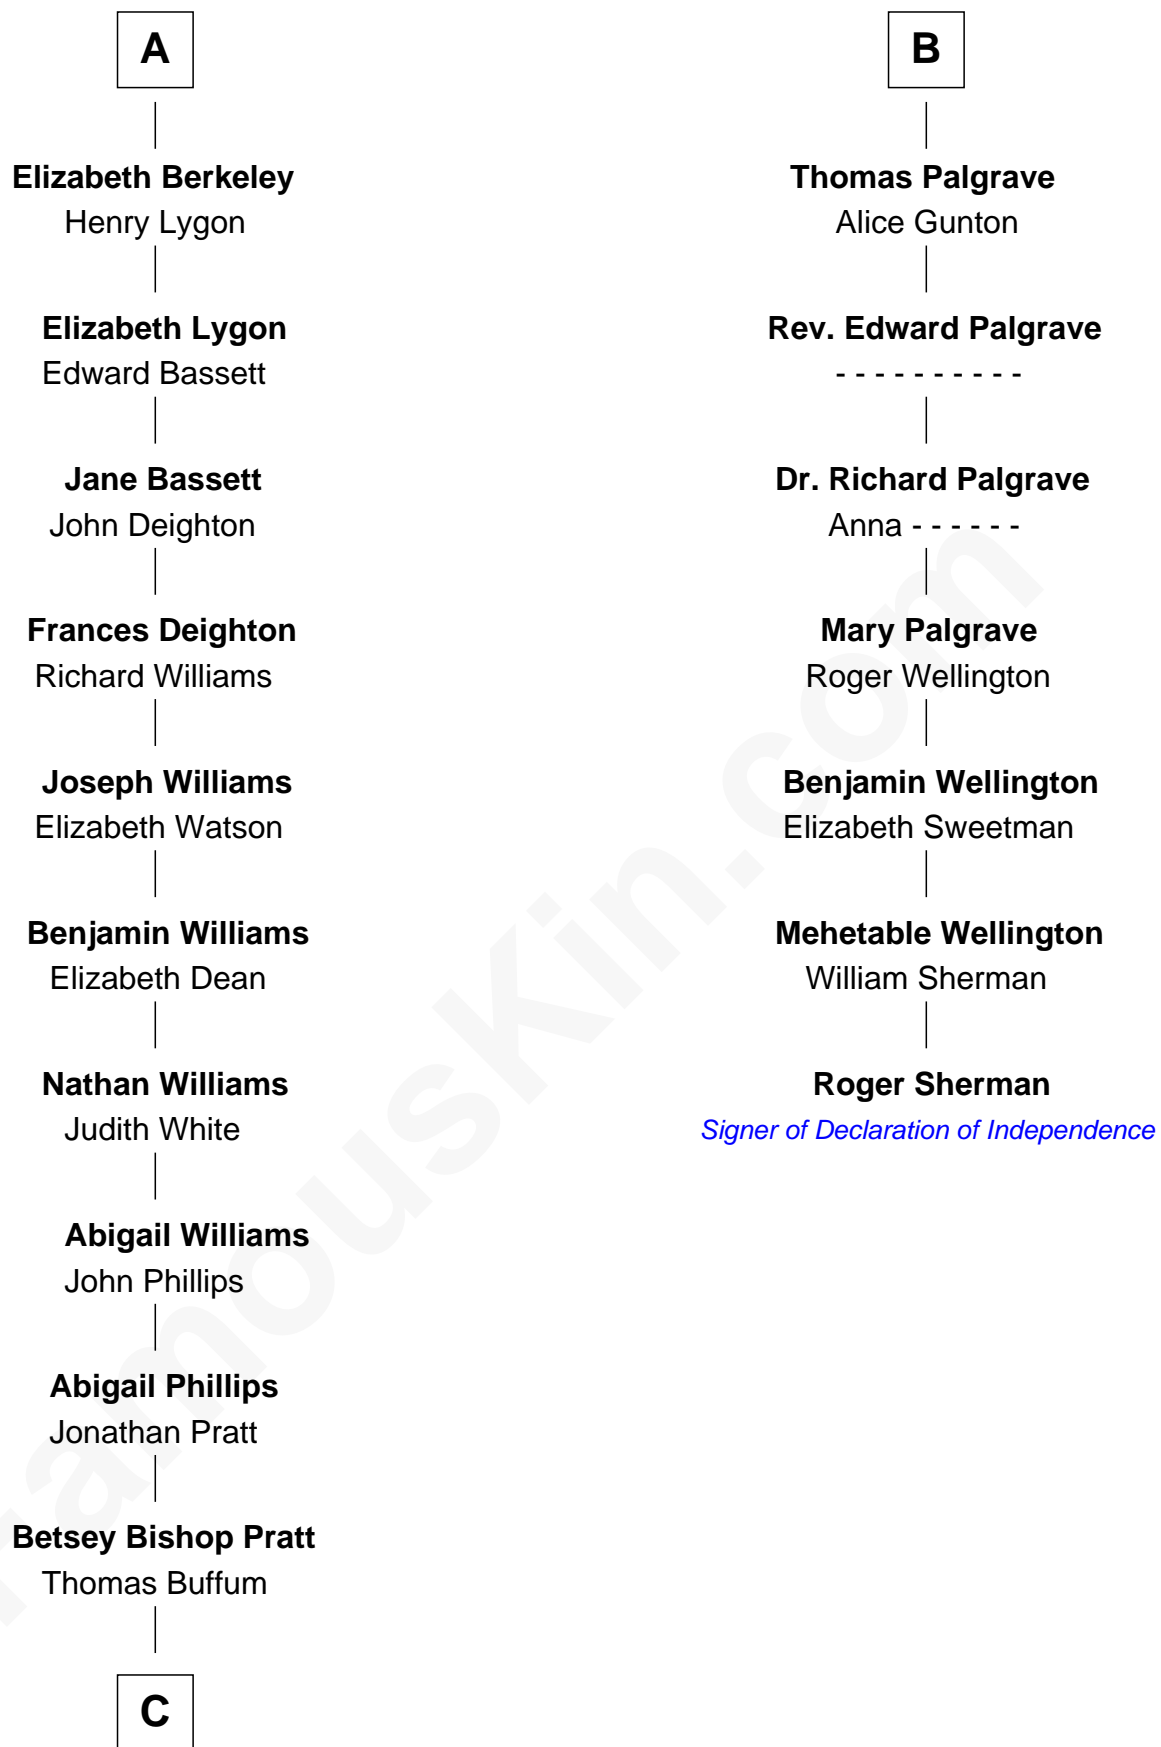 A
Elizabeth Berkeley
Henry Lygon
Elizabeth Lygon
Edward Bassett
Jane Bassett
John Deighton
Frances Deighton
Richard Williams
Joseph Williams
Elizabeth Watson
Benjamin Williams
Elizabeth Dean
Nathan Williams
Judith White
Abigail Williams
John Phillips
Abigail Phillips
Jonathan Pratt
Betsey Bishop Pratt
Thomas Buffum
C
B
Thomas Palgrave
Alice Gunton
Rev. Edward Palgrave
- - - - - - - - - -
Dr. Richard Palgrave
Anna - - - - - -
Mary Palgrave
Roger Wellington
Benjamin Wellington
Elizabeth Sweetman
Mehetable Wellington
William Sherman
Roger Sherman
Signer of Declaration of Independence
FamousKin.com